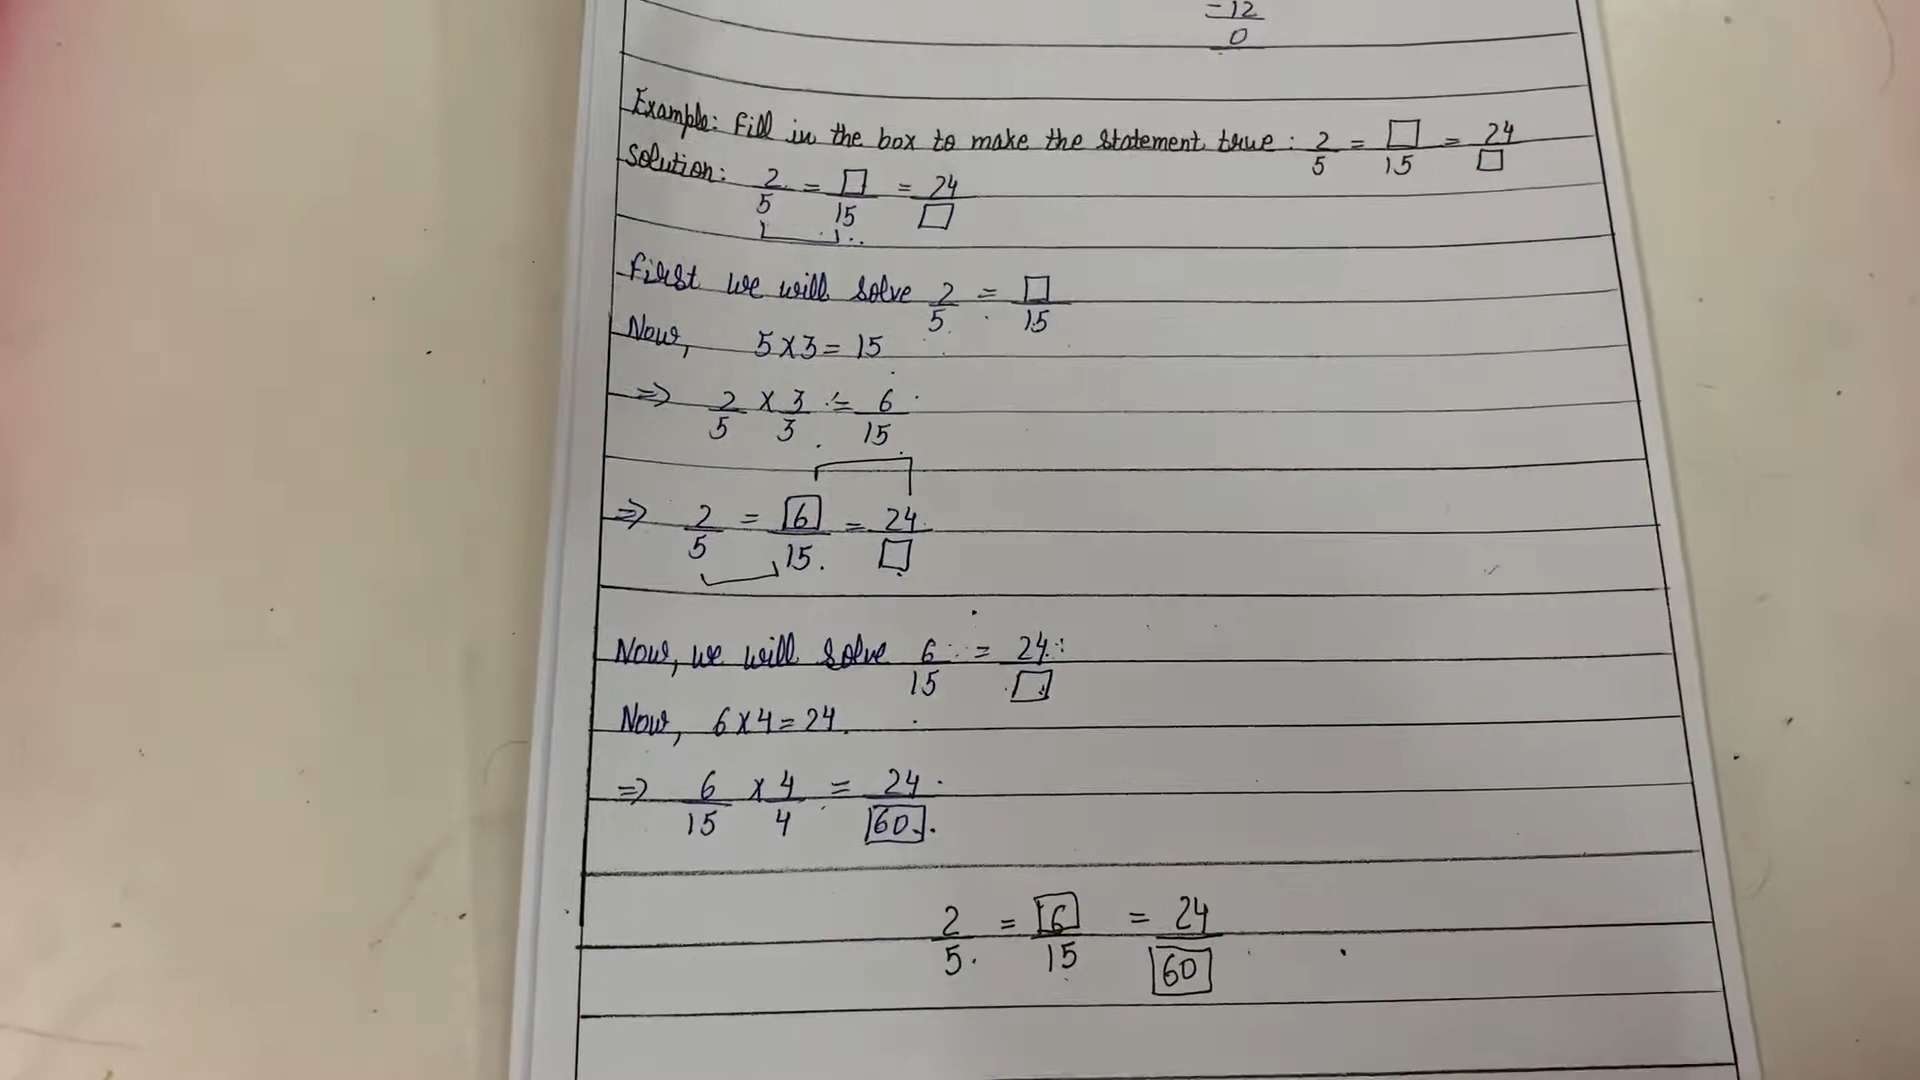 -12
0
Example: Fill in the box to make the statement true: 2/5 = □/15 = 24/□
Solution: 2/5 = □/15 = 24/□
First we will solve 2/5 = □/15
Now, 5×3=15
⇒ 2/5 × 3/3 = 6/15
⇒ 2/5 = 6/15 = 24/□
Now, we will solve 6/15 = 24/□
Now, 6×4=24
⇒ 6/15 × 4/4 = 24/60
2/5 = 6/15 = 24/60